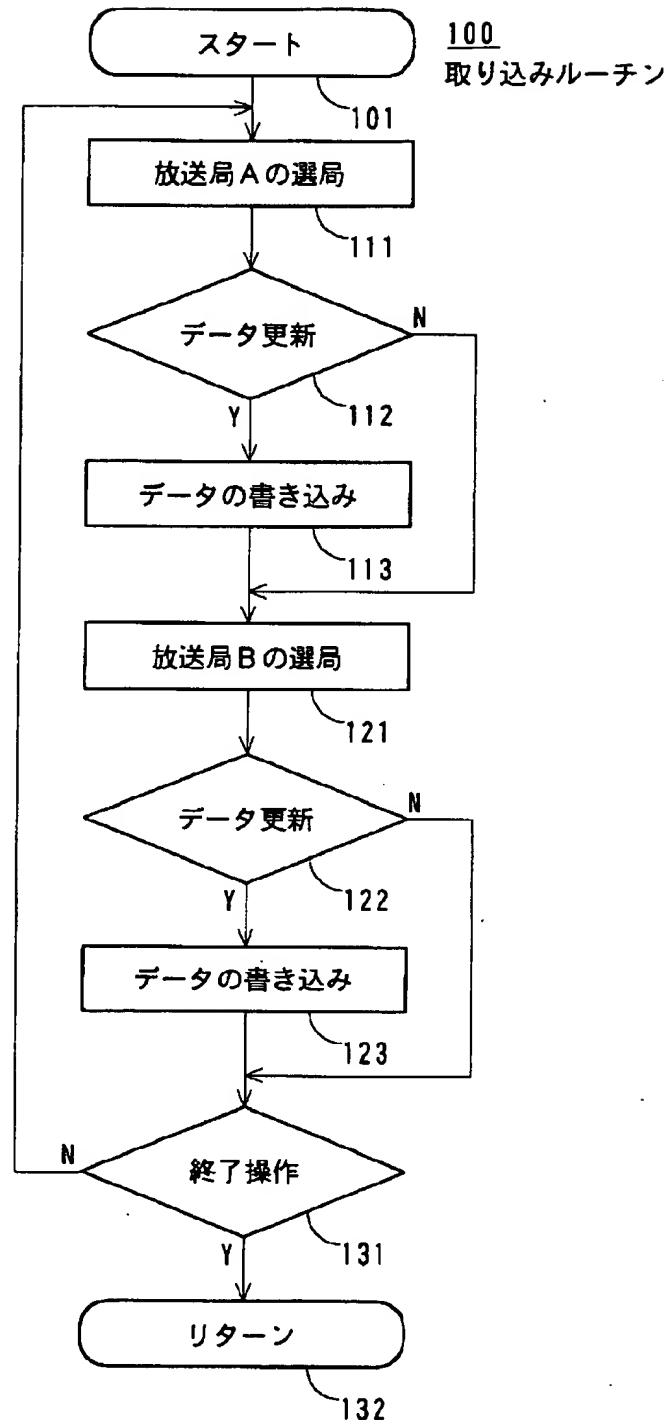 スタート
100
取り込みルーチン
101
放送局Aの選局
111
データ更新
N
112
Y
データの書き込み
113
放送局Bの選局
121
データ更新
N
122
Y
データの書き込み
123
N
終了操作
131
Y
リターン
132